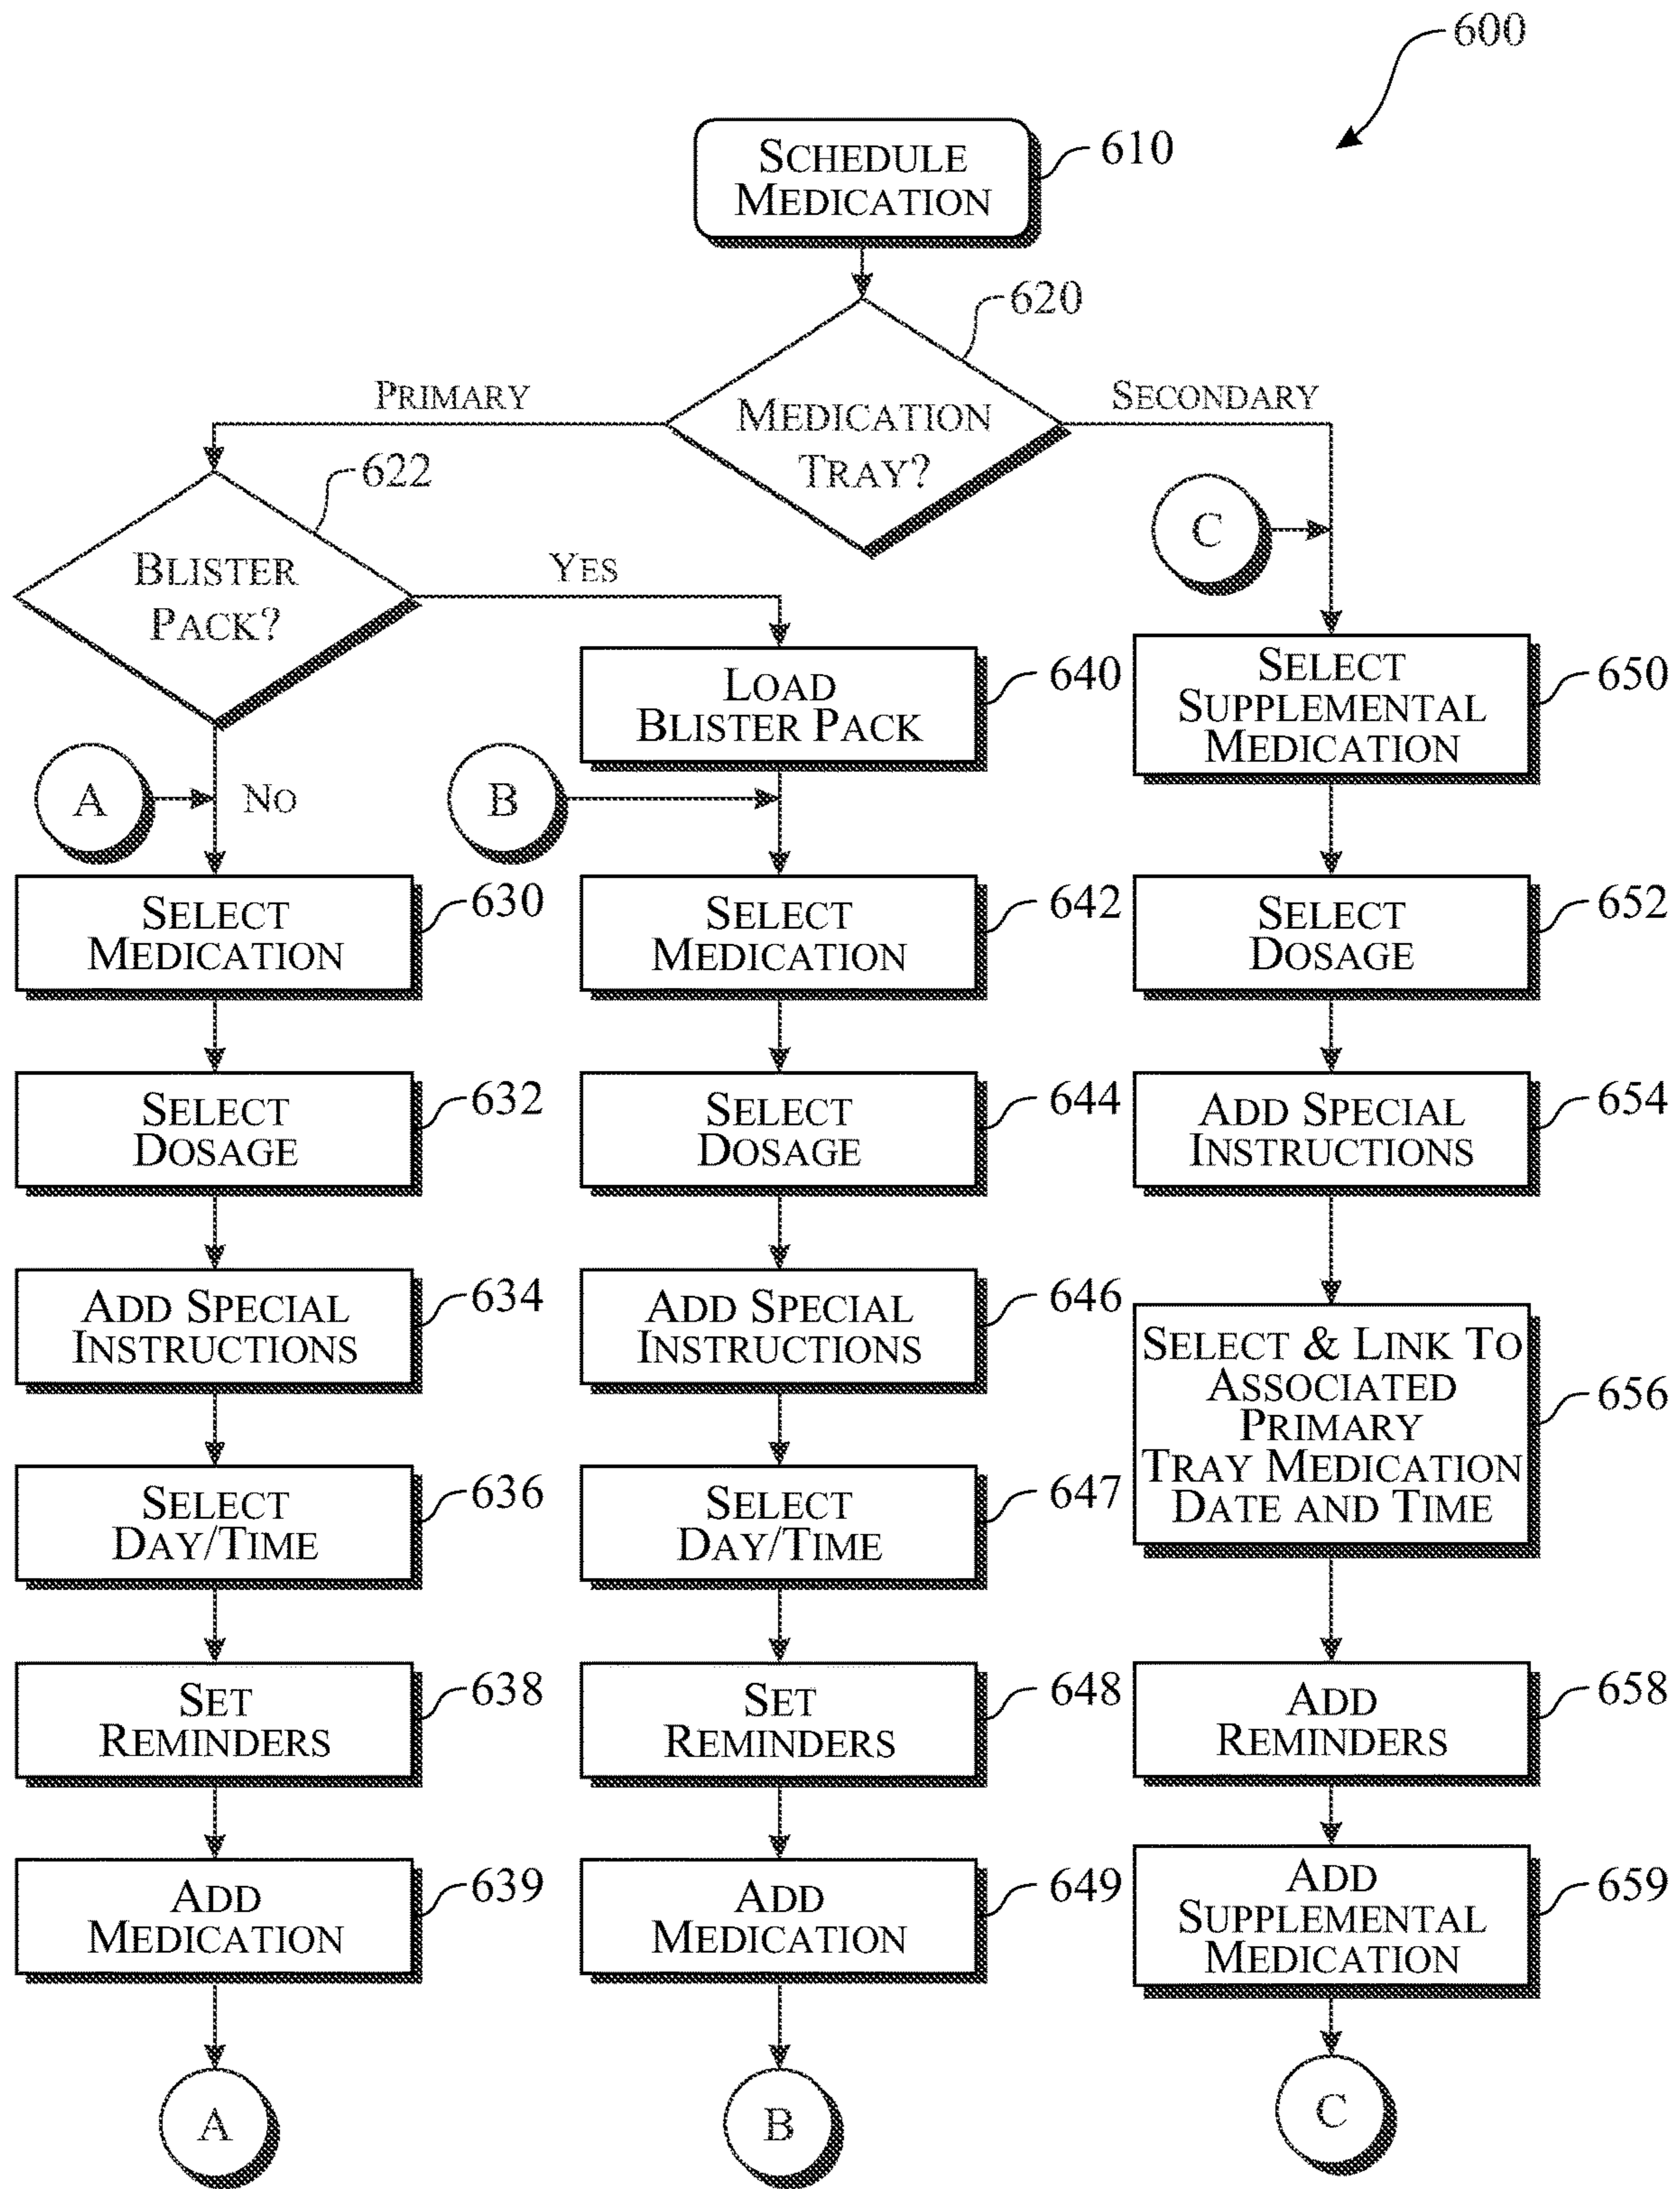 600
SCHEDULE
MEDICATION
610
620
PRIMARY
MEDICATION
TRAY?
SECONDARY
622
BLISTER
PACK?
YES
C
LOAD
BLISTER PACK
640
SELECT
SUPPLEMENTAL
MEDICATION
650
A
NO
B
SELECT
MEDICATION
630
SELECT
MEDICATION
642
SELECT
DOSAGE
652
SELECT
DOSAGE
632
SELECT
DOSAGE
644
ADD SPECIAL
INSTRUCTIONS
654
ADD SPECIAL
INSTRUCTIONS
634
ADD SPECIAL
INSTRUCTIONS
646
SELECT & LINK TO
ASSOCIATED
PRIMARY
TRAY MEDICATION
DATE AND TIME
656
SELECT
DAY/TIME
636
SELECT
DAY/TIME
647
SET
REMINDERS
638
SET
REMINDERS
648
ADD
REMINDERS
658
ADD
MEDICATION
639
ADD
MEDICATION
649
ADD
SUPPLEMENTAL
MEDICATION
659
A
B
C